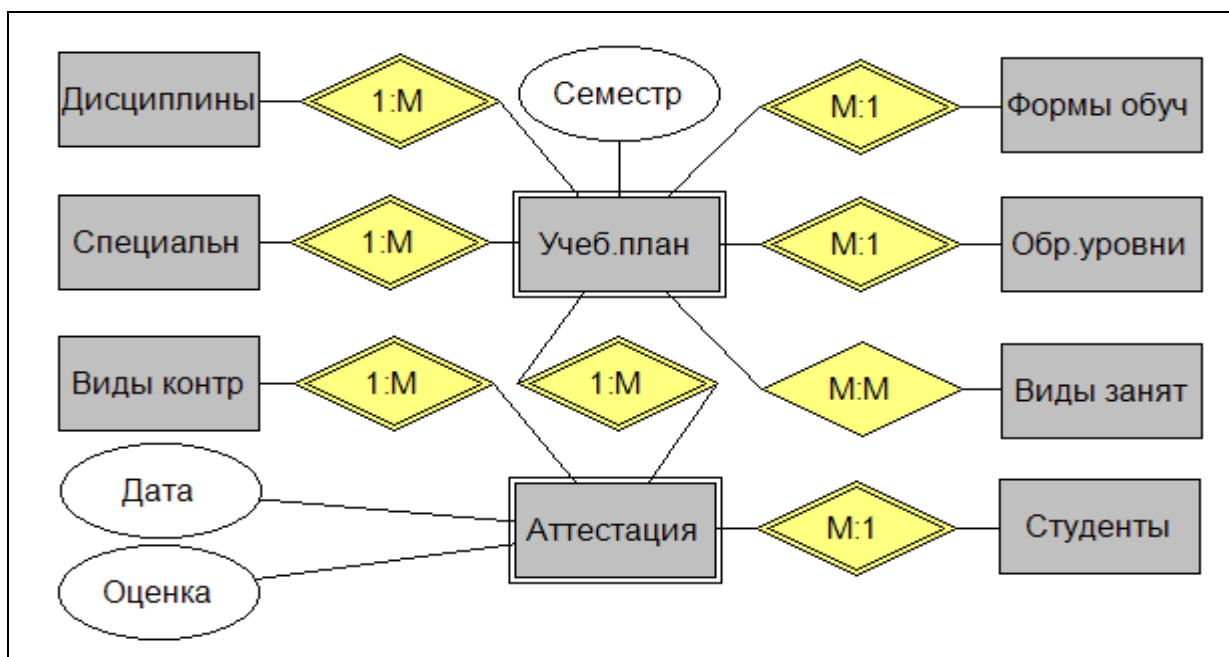 Дисциплины
1:М
Семестр
М:1
Формы обуч
Специальн
1:М
Учеб.план
М:1
Обр.уровни
Виды контр
1:М
1:М
М:М
Виды занят
Дата
Аттестация
М:1
Студенты
Оценка